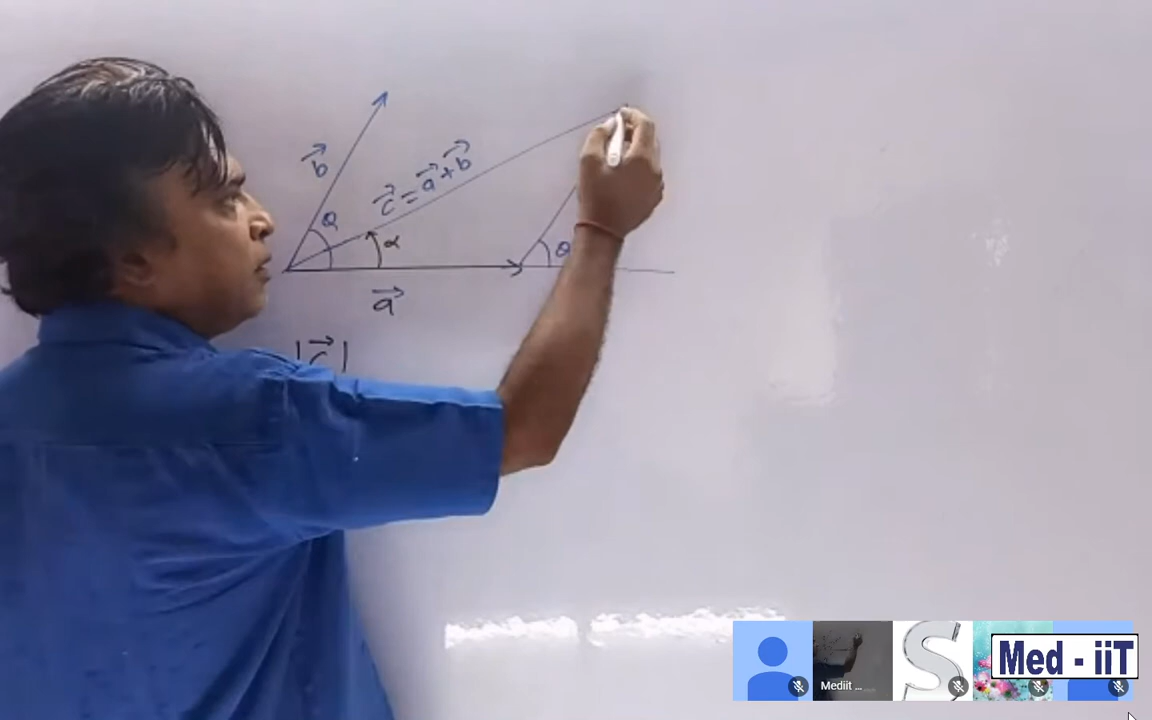 b⃗
θ
c⃗ = a⃗ + b⃗
α
θ
a⃗
|c⃗|
Mediit ...
S
Med - iiT